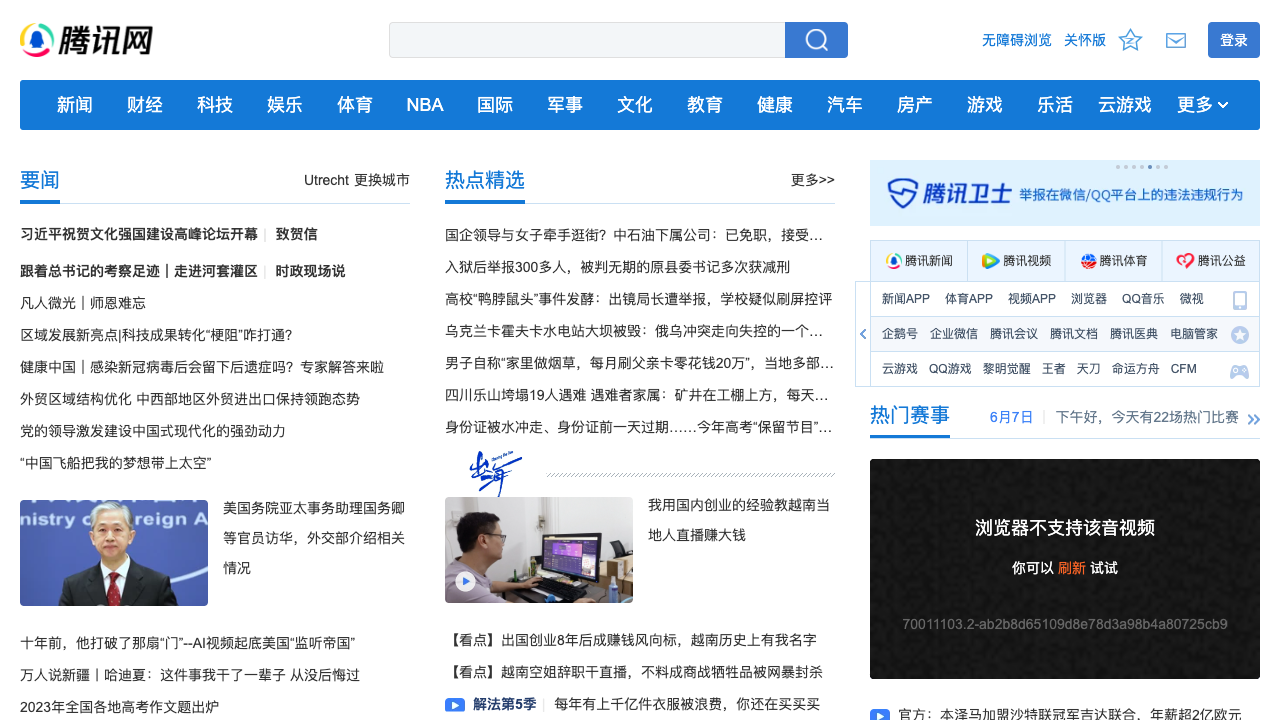 腾讯网
无障碍浏览 关怀版 登录
新闻 财经 科技 娱乐 体育 NBA 国际 军事 文化 教育 健康 汽车 房产 游戏 乐活 云游戏 更多
要闻 Utrecht 更换城市
习近平祝贺文化强国建设高峰论坛开幕 致贺信
跟着总书记的考察足迹｜走进河套灌区 时政现场说
凡人微光｜师恩难忘
区域发展新亮点|科技成果转化“梗阻”咋打通?
健康中国｜感染新冠病毒后会留下后遗症吗？专家解答来啦
外贸区域结构优化 中西部地区外贸进出口保持领跑态势
党的领导激发建设中国式现代化的强劲动力
“中国飞船把我的梦想带上太空”
nistry of Foreign A
美国务院亚太事务助理国务卿
等官员访华，外交部介绍相关
情况
十年前，他打破了那扇“门”--AI视频起底美国“监听帝国”
万人说新疆｜哈迪夏：这件事我干了一辈子 从没后悔过
2023年全国各地高考作文题出炉
热点精选 更多>>
国企领导与女子牵手逛街？中石油下属公司：已免职，接受…
入狱后举报300多人，被判无期的原县委书记多次获减刑
高校“鸭脖鼠头”事件发酵：出镜局长遭举报，学校疑似刷屏控评
乌克兰卡霍夫卡水电站大坝被毁：俄乌冲突走向失控的一个…
男子自称“家里做烟草，每月刷父亲卡零花钱20万”，当地多部…
四川乐山垮塌19人遇难 遇难者家属：矿井在工棚上方，每天…
身份证被水冲走、身份证前一天过期……今年高考“保留节目”…
出海
我用国内创业的经验教越南当
地人直播赚大钱
【看点】出国创业8年后成赚钱风向标，越南历史上有我名字
【看点】越南空姐辞职干直播，不料成商战牺牲品被网暴封杀
解法第5季 每年有上千亿件衣服被浪费，你还在买买买
腾讯卫士 举报在微信/QQ平台上的违法违规行为
腾讯新闻 腾讯视频 腾讯体育 腾讯公益
新闻APP 体育APP 视频APP 浏览器 QQ音乐 微视
企鹅号 企业微信 腾讯会议 腾讯文档 腾讯医典 电脑管家
云游戏 QQ游戏 黎明觉醒 王者 天刀 命运方舟 CFM
热门赛事 6月7日 下午好，今天有22场热门比赛
浏览器不支持该音视频
你可以 刷新 试试
70011103.2-ab2b8d65109d8e78d3a98b4a80725cb9
官方：本泽马加盟沙特联冠军吉达联合，年薪超2亿欧元